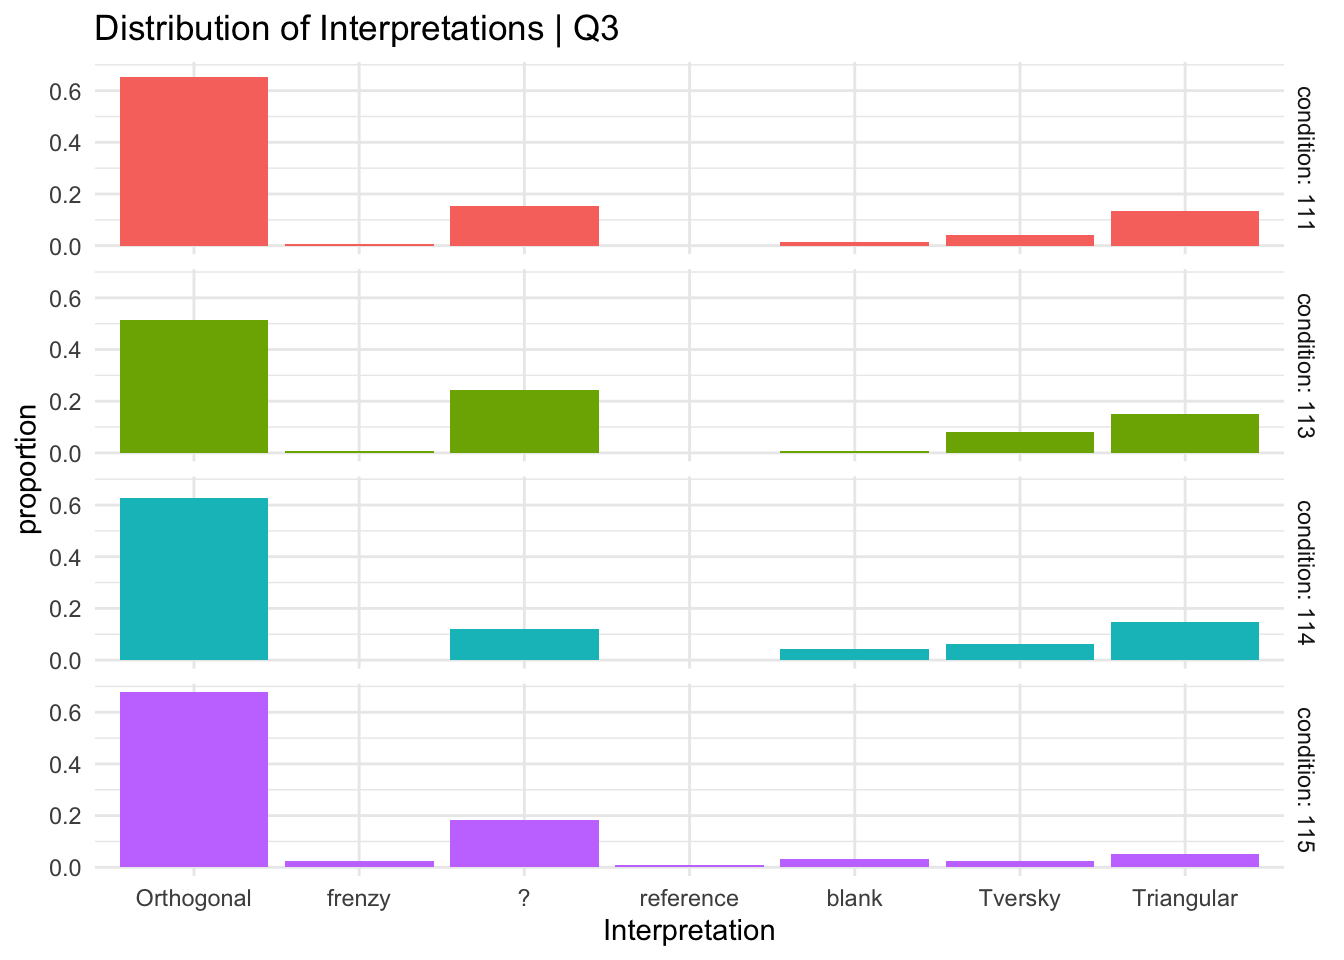 Distribution of Interpretations | Q3
proportion
0.6
0.4
0.2
0.0
condition: 111
0.6
0.4
0.2
0.0
condition: 113
0.6
0.4
0.2
0.0
condition: 114
0.6
0.4
0.2
0.0
condition: 115
Orthogonal frenzy ? reference blank Tversky Triangular
Interpretation